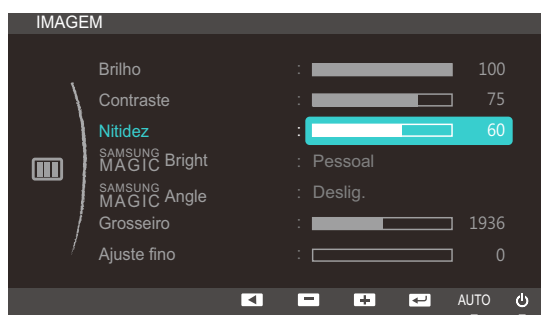 IMAGEM
Brilho : 100
Contraste : 75
Nitidez : 60
SAMSUNG MAGIC Bright : Pessoal
SAMSUNG MAGIC Angle : Deslig.
Grosseiro : 1936
Ajuste fino : 0
AUTO